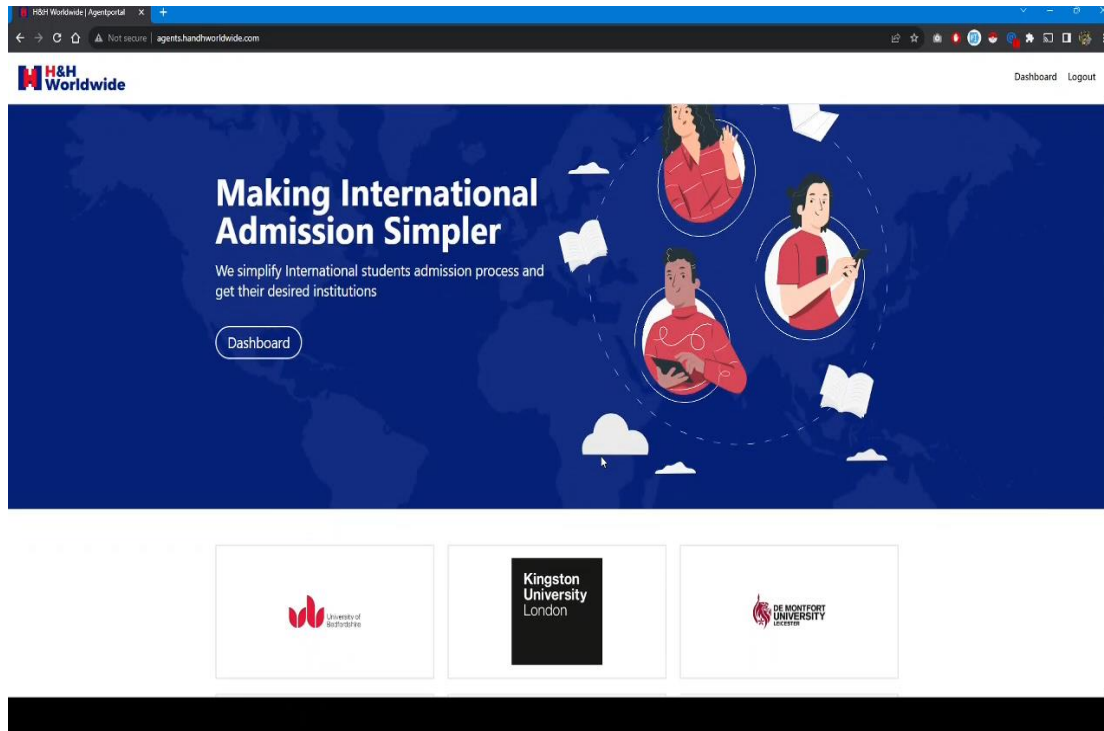 H&H Worldwide | Agentportal
Not secure | agents.handhworldwide.com
H&H
Worldwide
Dashboard Logout
Making International
Admission Simpler
We simplify International students admission process and
get their desired institutions
Dashboard
University of
Bedfordshire
Kingston
University
London
DE MONTFORT
UNIVERSITY
LEICESTER